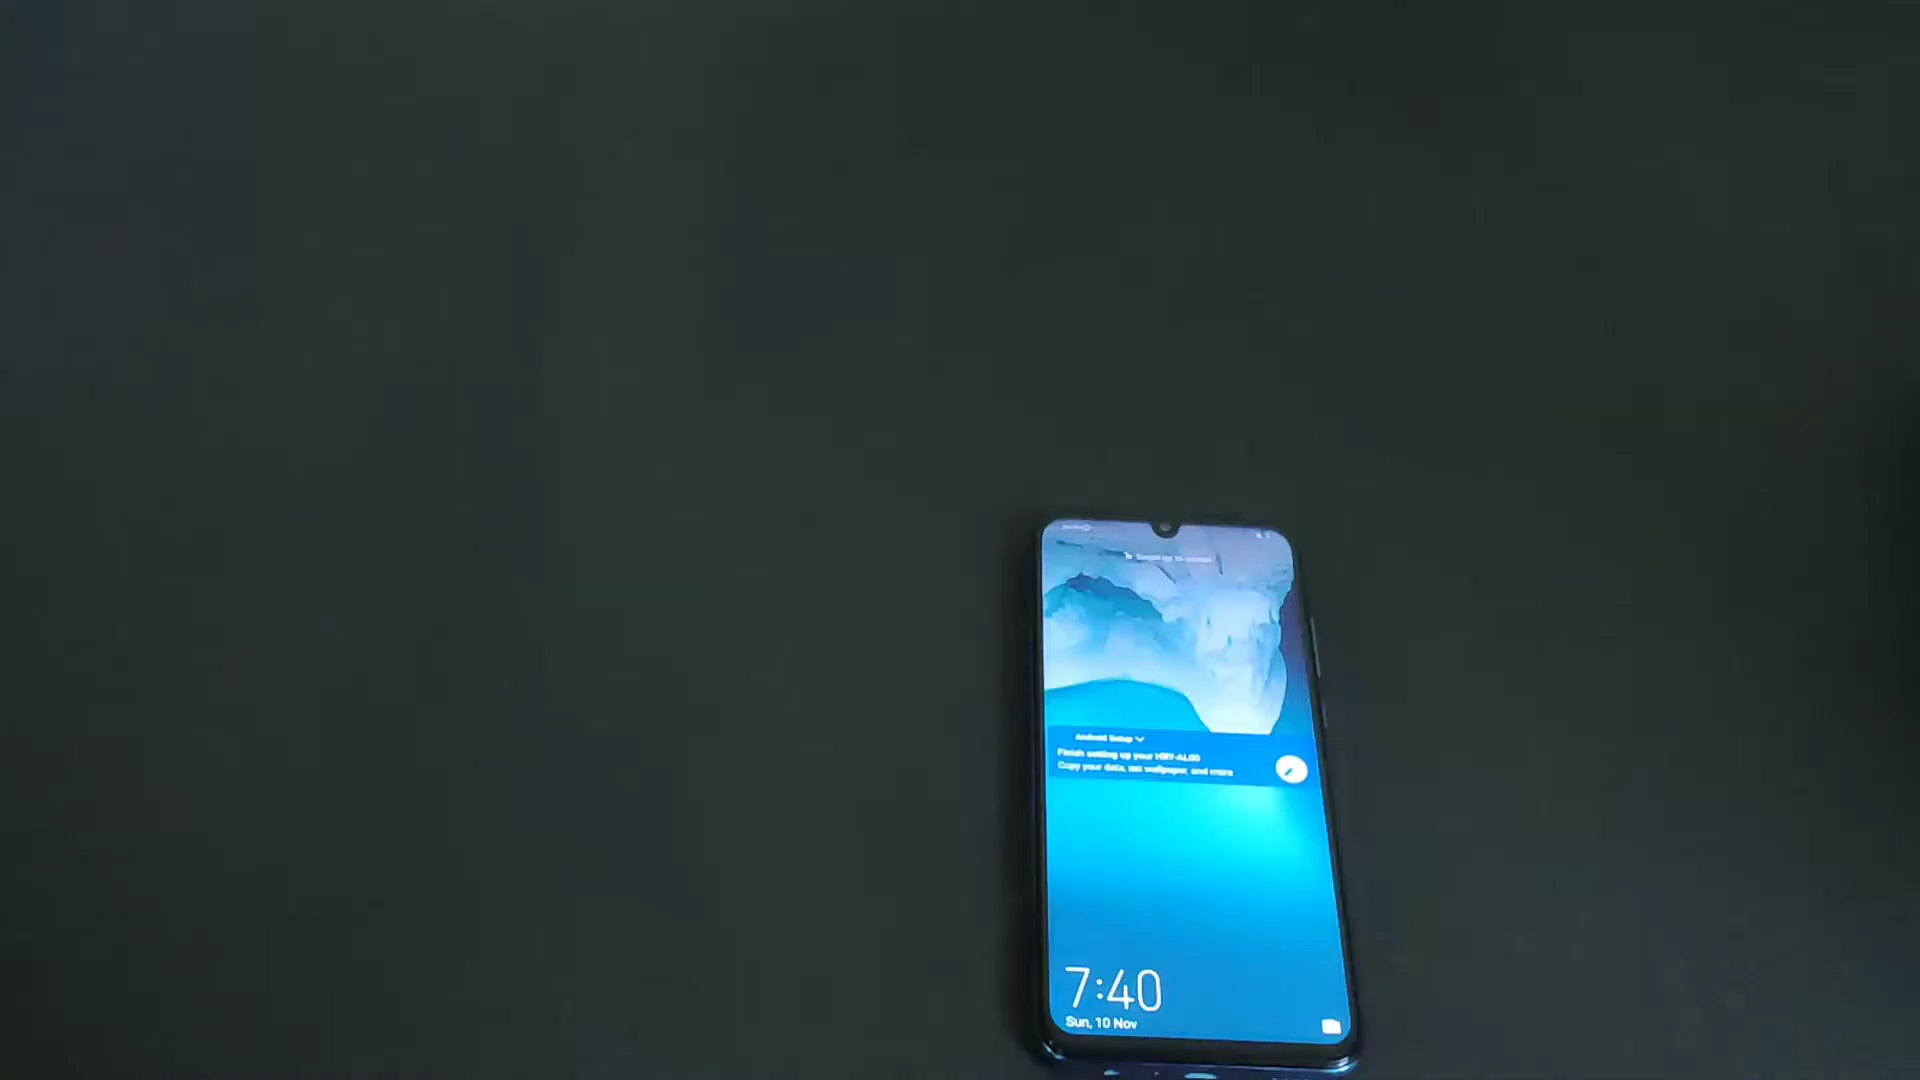 Android Setup
Finish setting up your HRY-AL00
Copy your data, set wallpaper, and more
7:40
Sun, 10 Nov